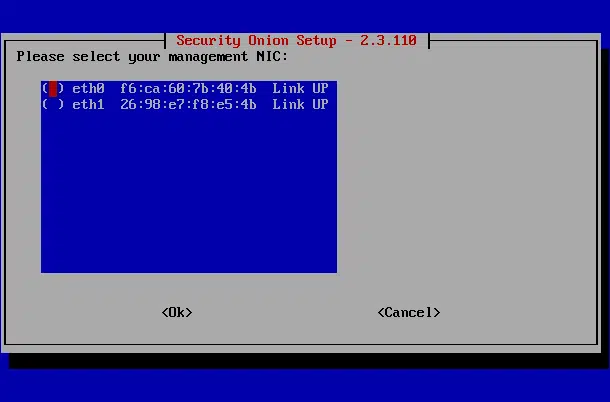 Security Onion Setup - 2.3.110
Please select your management NIC:
( ) eth0 f6:ca:60:7b:40:4b Link UP
( ) eth1 26:98:e7:f8:e5:4b Link UP
<Ok> <Cancel>